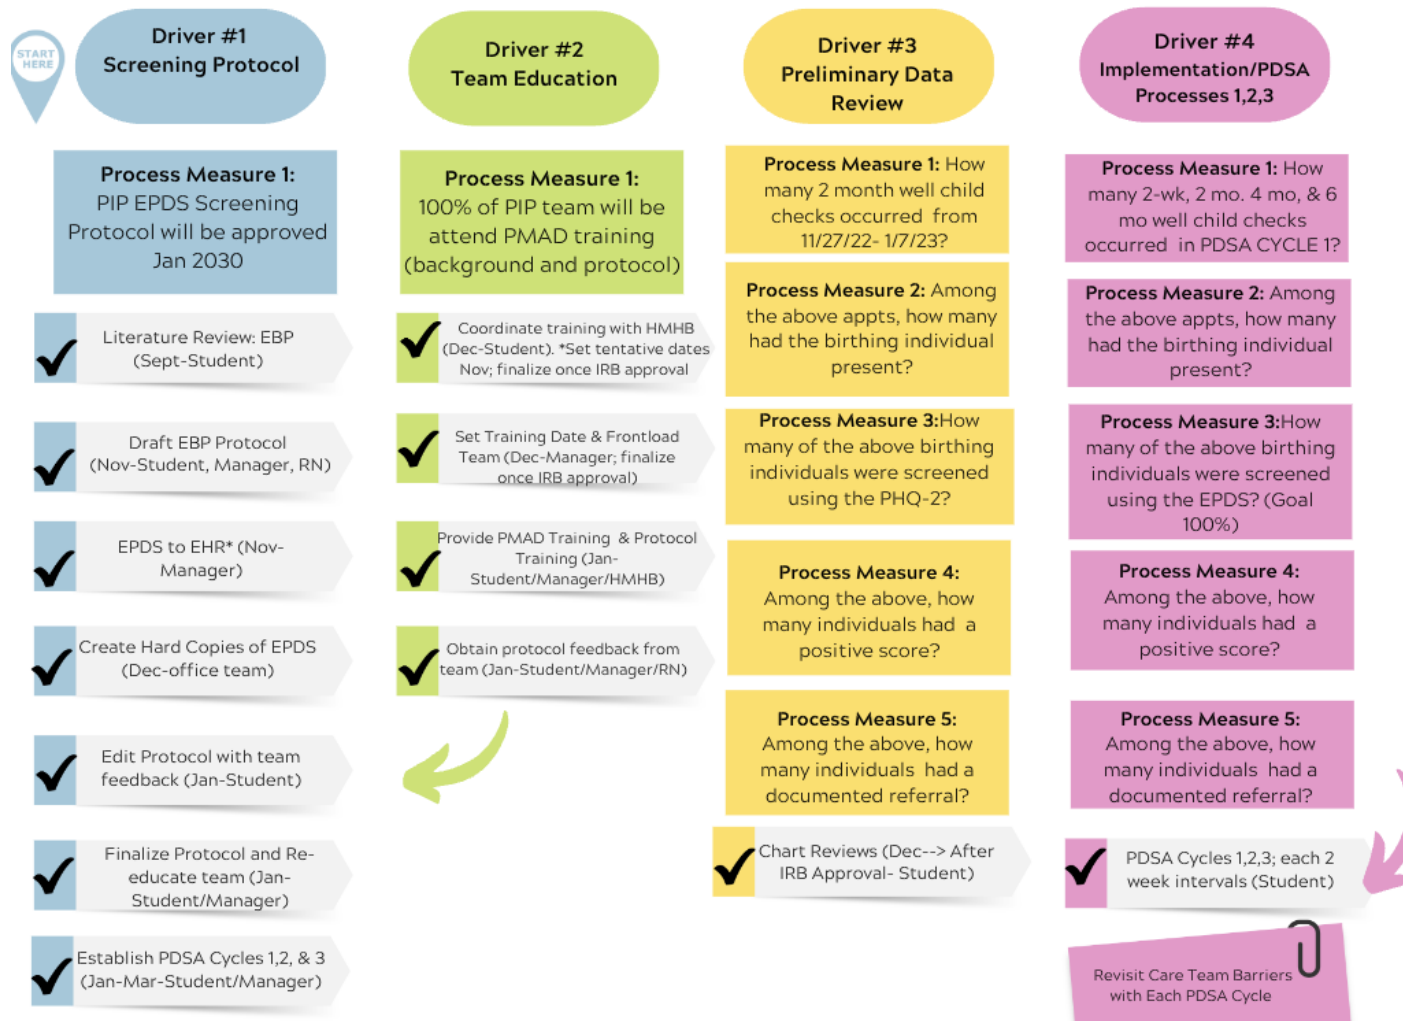 START
HERE
Driver #1
Screening Protocol
Process Measure 1:
PIP EPDS Screening
Protocol will be approved
Jan 2030
Literature Review: EBP
(Sept-Student)
Draft EBP Protocol
(Nov-Student, Manager, RN)
EPDS to EHR* (Nov-
Manager)
Create Hard Copies of EPDS
(Dec-office team)
Edit Protocol with team
feedback (Jan-Student)
Finalize Protocol and Re-
educate team (Jan-
Student/Manager)
Establish PDSA Cycles 1,2, & 3
(Jan-Mar-Student/Manager)
Driver #2
Team Education
Process Measure 1:
100% of PIP team will be
attend PMAD training
(background and protocol)
Coordinate training with HMHB
(Dec-Student). *Set tentative dates
Nov; finalize once IRB approval
Set Training Date & Frontload
Team (Dec-Manager; finalize
once IRB approval)
Provide PMAD Training & Protocol
Training (Jan-
Student/Manager/HMHB)
Obtain protocol feedback from
team (Jan-Student/Manager/RN)
Driver #3
Preliminary Data
Review
Process Measure 1: How
many 2 month well child
checks occurred from
11/27/22- 1/7/23?
Process Measure 2: Among
the above appts, how many
had the birthing individual
present?
Process Measure 3:How
many of the above birthing
individuals were screened
using the PHQ-2?
Process Measure 4:
Among the above, how
many individuals had a
positive score?
Process Measure 5:
Among the above, how
many individuals had a
documented referral?
Chart Reviews (Dec--> After
IRB Approval- Student)
Driver #4
Implementation/PDSA
Processes 1,2,3
Process Measure 1: How
many 2-wk, 2 mo. 4 mo, & 6
mo well child checks
occurred in PDSA CYCLE 1?
Process Measure 2: Among
the above appts, how many
had the birthing individual
present?
Process Measure 3:How
many of the above birthing
individuals were screened
using the EPDS? (Goal
100%)
Process Measure 4:
Among the above, how
many individuals had a
positive score?
Process Measure 5:
Among the above, how
many individuals had a
documented referral?
PDSA Cycles 1,2,3; each 2
week intervals (Student)
Revisit Care Team Barriers
with Each PDSA Cycle